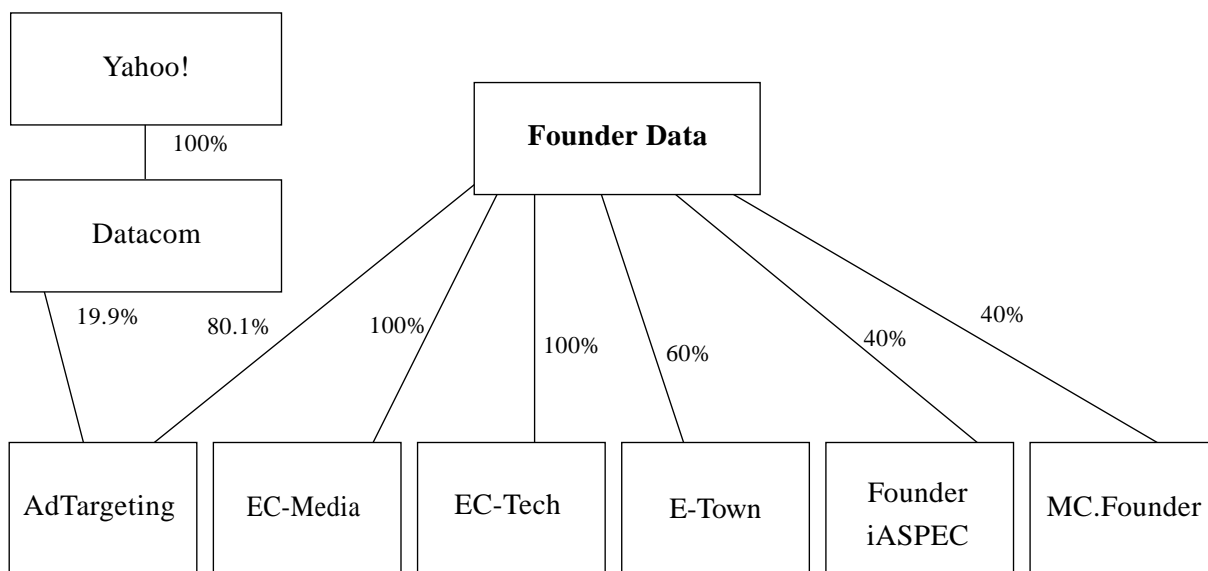 Yahoo!
100%
Founder Data
Datacom
19.9%
80.1%
100%
100%
60%
40%
40%
AdTargeting
EC-Media
EC-Tech
E-Town
Founder
iASPEC
MC.Founder